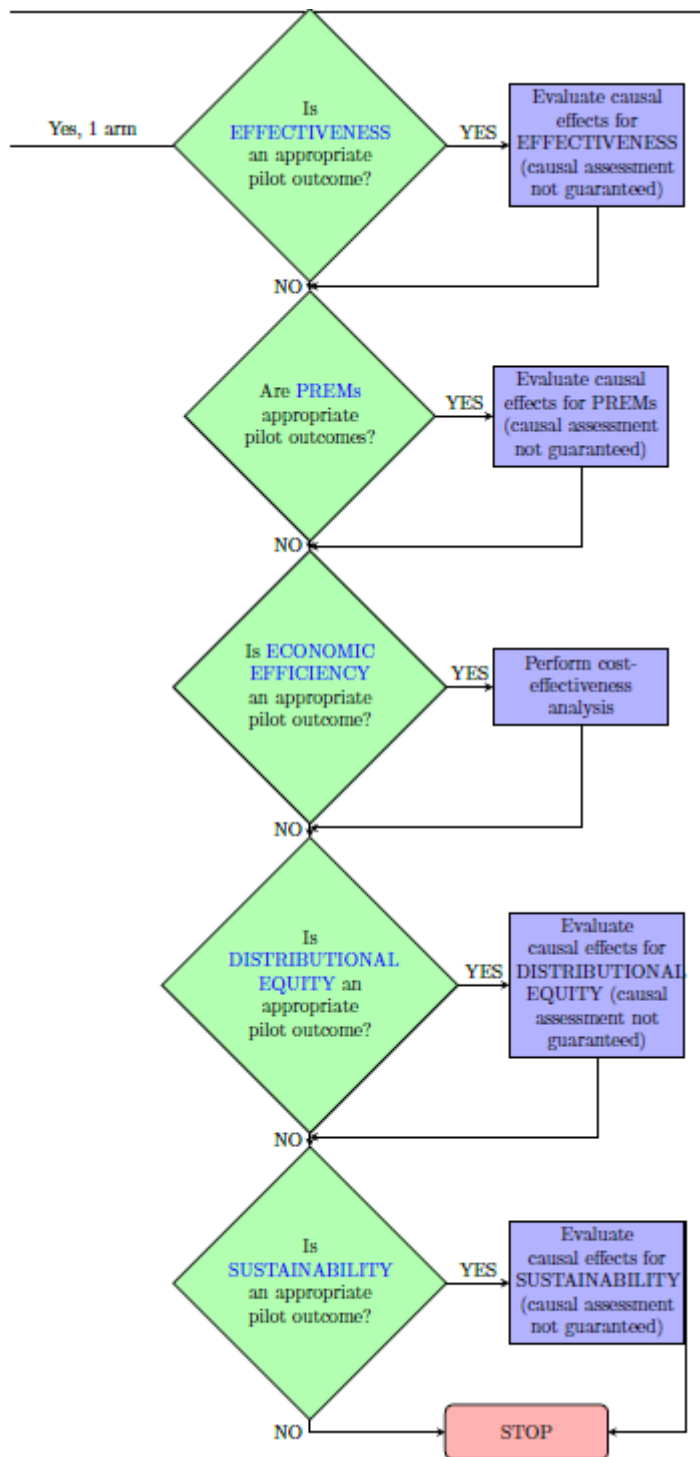 Is
EFFECTIVENESS
an appropriate
pilot outcome?
Yes, 1 arm
YES
Evaluate causal
effects for
EFFECTIVENESS
(causal assessment
not guaranteed)
NO
Are PREMs
appropriate
pilot outcomes?
YES
Evaluate causal
effects for PREMs
(causal assessment
not guaranteed)
NO
Is ECONOMIC
EFFICIENCY
an appropriate
pilot outcome?
YES
Perform cost-
effectiveness
analysis
NO
Is
DISTRIBUTIONAL
EQUITY an
appropriate
pilot outcome?
YES
Evaluate
causal effects for
DISTRIBUTIONAL
EQUITY (causal
assessment not
guaranteed)
NO
Is
SUSTAINABILITY
an appropriate
pilot outcome?
YES
Evaluate
causal effects for
SUSTAINABILITY
(causal assessment
not guaranteed)
NO
STOP